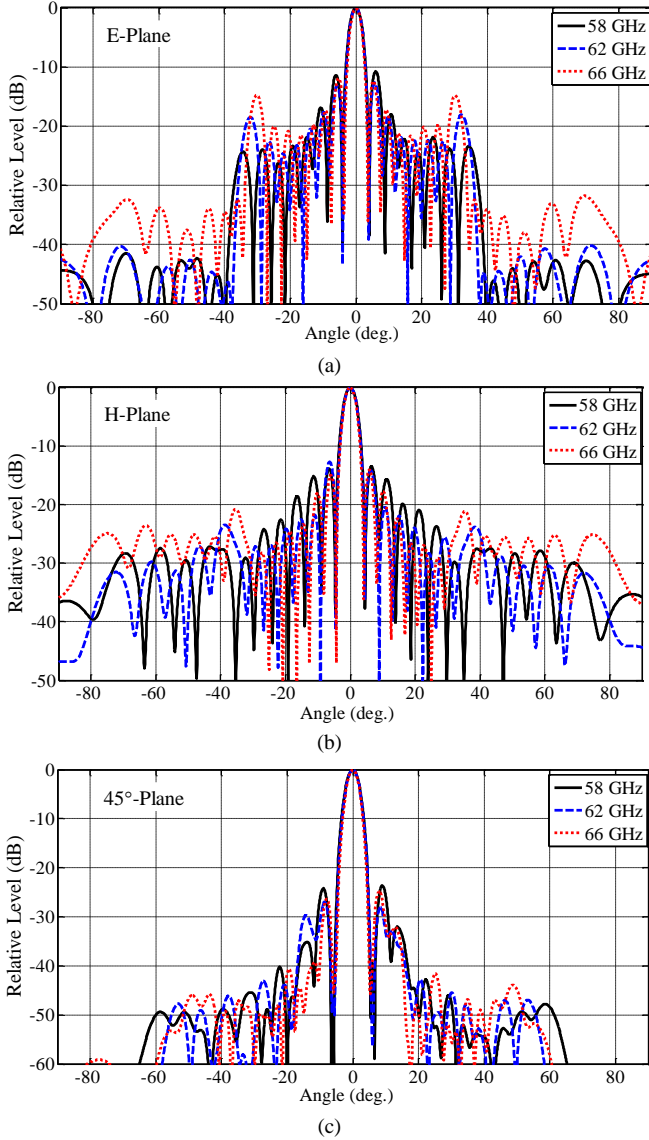 E-Plane
58 GHz
62 GHz
66 GHz
Relative Level (dB)
0
-10
-20
-30
-40
-50
-80 -60 -40 -20 0 20 40 60 80
Angle (deg.)
(a)
H-Plane
58 GHz
62 GHz
66 GHz
Relative Level (dB)
0
-10
-20
-30
-40
-50
-80 -60 -40 -20 0 20 40 60 80
Angle (deg.)
(b)
45°-Plane
58 GHz
62 GHz
66 GHz
Relative Level (dB)
0
-10
-20
-30
-40
-50
-60
-80 -60 -40 -20 0 20 40 60 80
Angle (deg.)
(c)